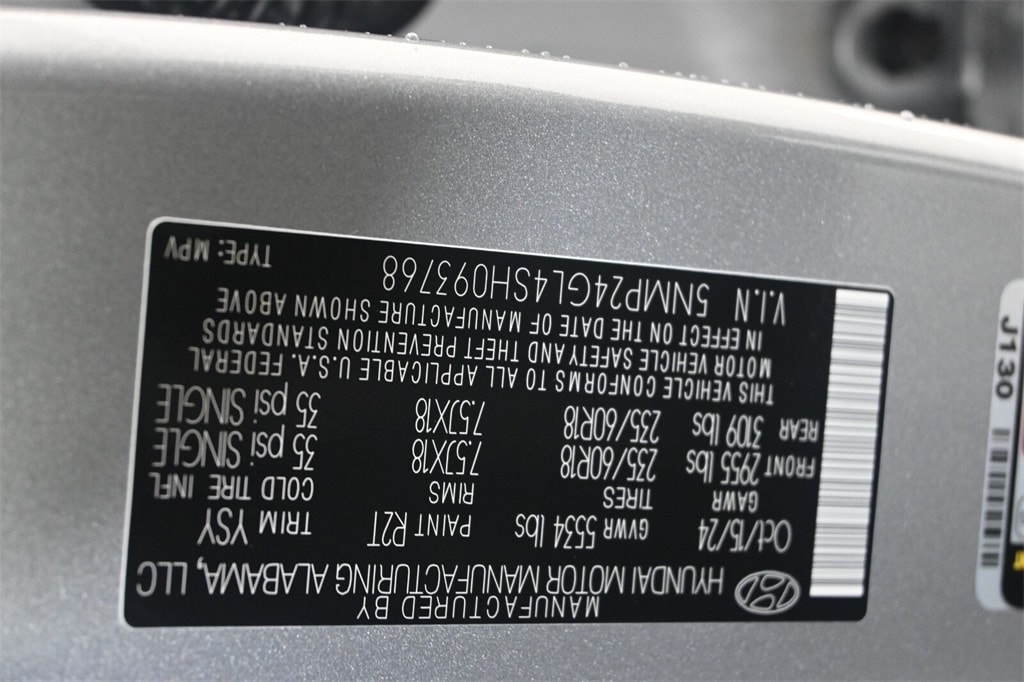 MANUFACTURED BY
HYUNDAI MOTOR MANUFACTURING ALABAMA, LLC
Oct/15/24 GVWR 5534 lbs PAINT R2T TRIM YSY
GAWR TIRES RIMS COLD TIRE INFL
FRONT 2955 lbs 235/60R18 7.5JX18 35 psi SINGLE
REAR 3109 lbs 235/60R18 7.5JX18 35 psi SINGLE
THIS VEHICLE CONFORMS TO ALL APPLICABLE U.S.A. FEDERAL
MOTOR VEHICLE SAFETY AND THEFT PREVENTION STANDARDS
IN EFFECT ON THE DATE OF MANUFACTURE SHOWN ABOVE
V.I.N 5NMP24GL4SH093768
TYPE: MPV
J130